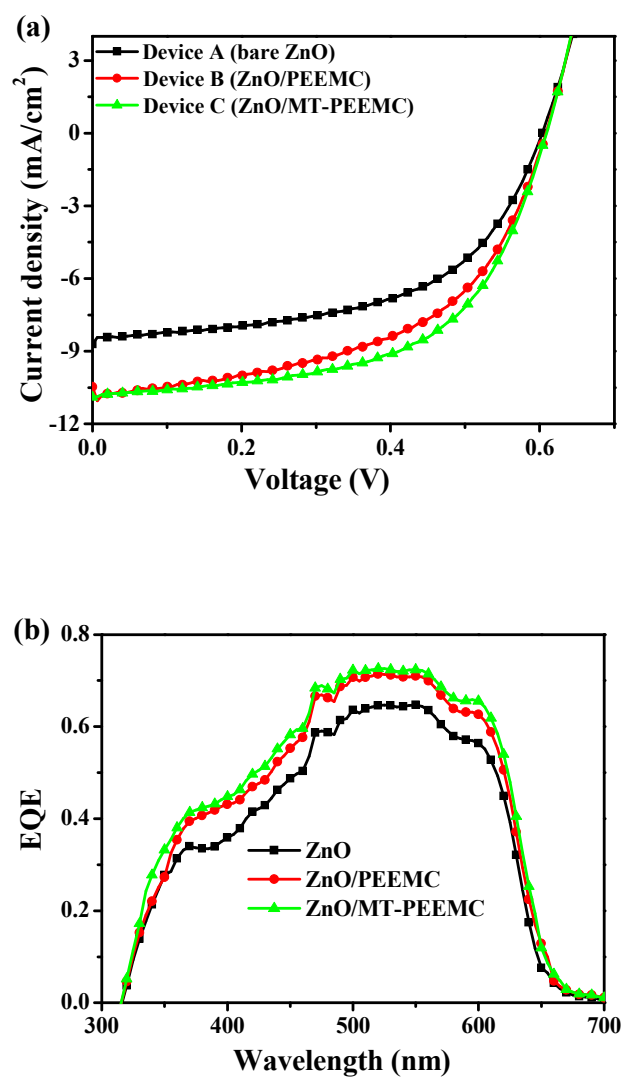 (a)
Device A (bare ZnO)
Device B (ZnO/PEEMC)
Device C (ZnO/MT-PEEMC)
Current density (mA/cm²)
3
0
-3
-6
-9
-12
0.0 0.2 0.4 0.6
Voltage (V)
(b)
EQE
0.8
0.6
0.4
0.2
0.0
ZnO
ZnO/PEEMC
ZnO/MT-PEEMC
300 400 500 600 700
Wavelength (nm)